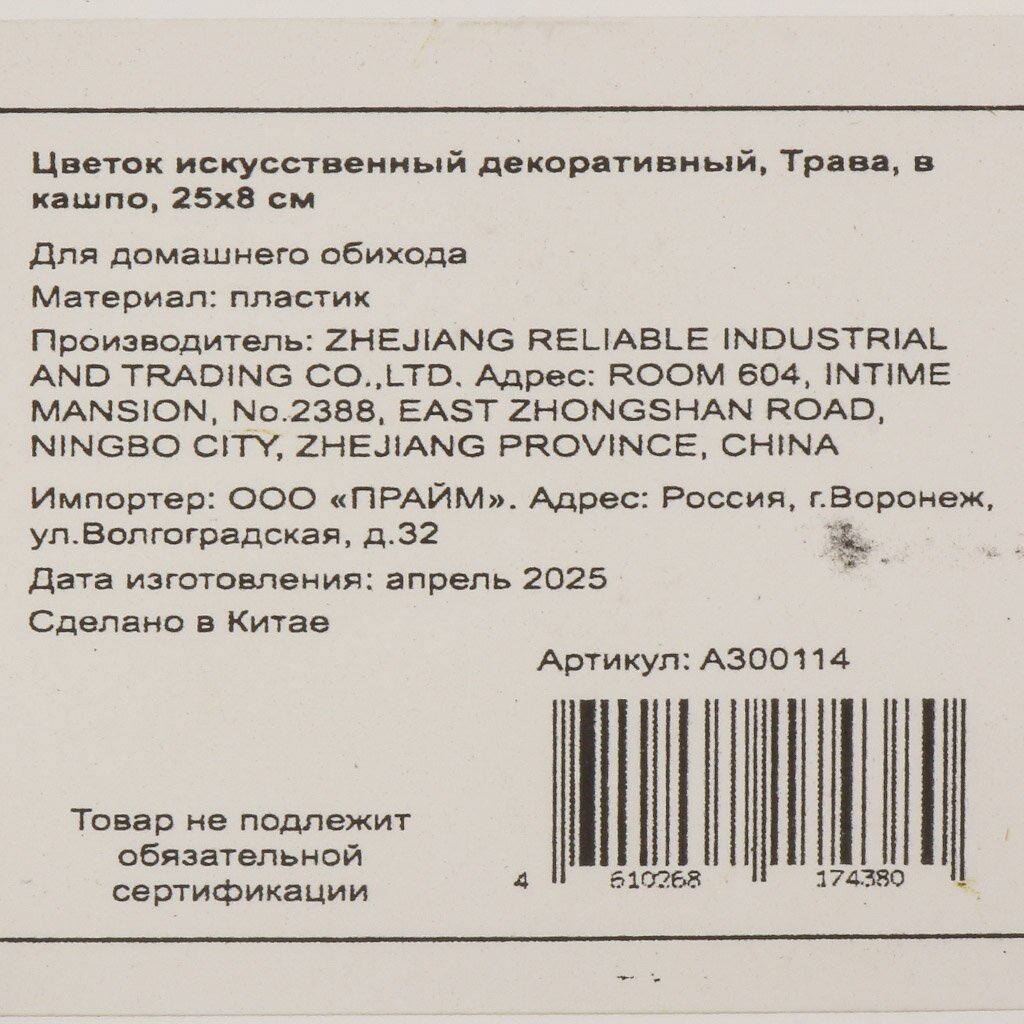 Цветок искусственный декоративный, Трава, в
кашпо, 25х8 см
Для домашнего обихода
Материал: пластик
Производитель: ZHEJIANG RELIABLE INDUSTRIAL
AND TRADING CO.,LTD. Адрес: ROOM 604, INTIME
MANSION, No.2388, EAST ZHONGSHAN ROAD,
NINGBO CITY, ZHEJIANG PROVINCE, CHINA
Импортер: ООО «ПРАЙМ». Адрес: Россия, г.Воронеж,
ул.Волгоградская, д.32
Дата изготовления: апрель 2025
Сделано в Китае
Артикул: А300114
Товар не подлежит
обязательной
сертификации
4 610268 174380